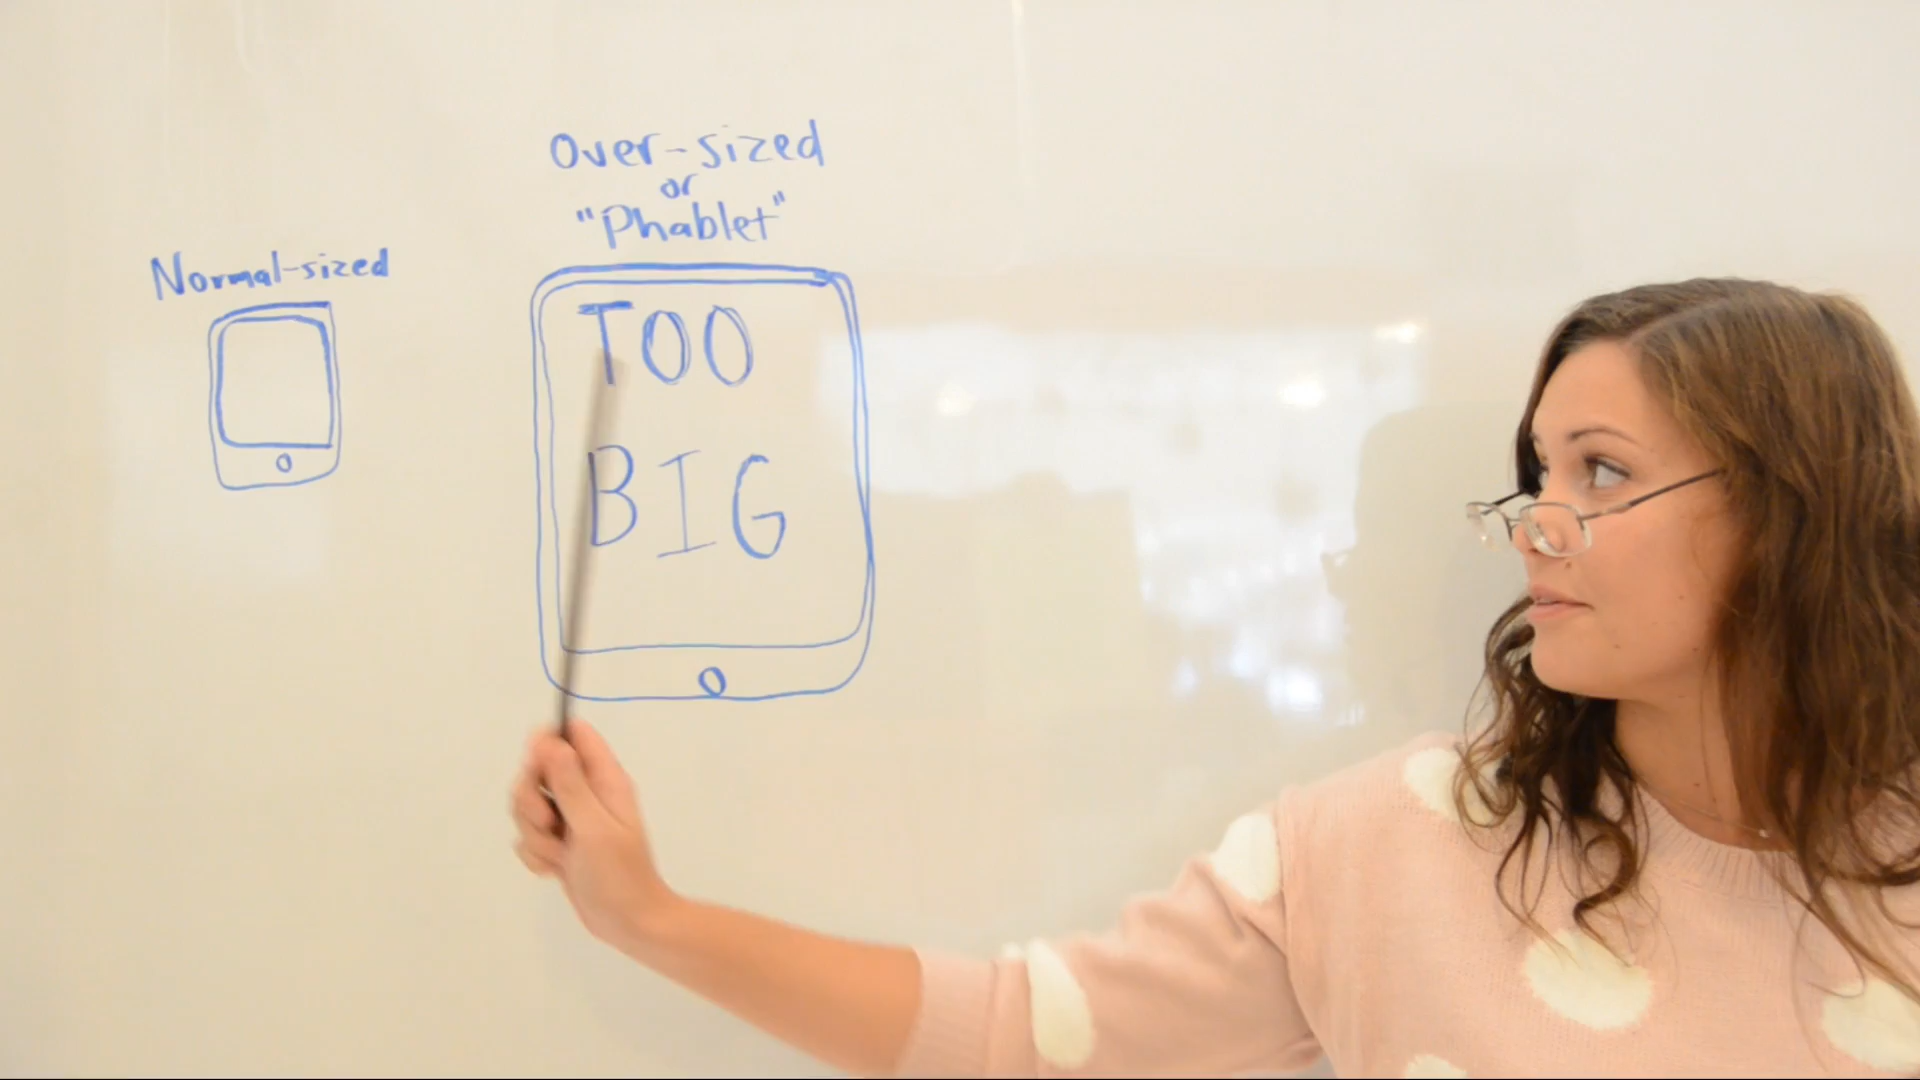 Normal-sized
Over-sized
or
"Phablet"
TOO
BIG